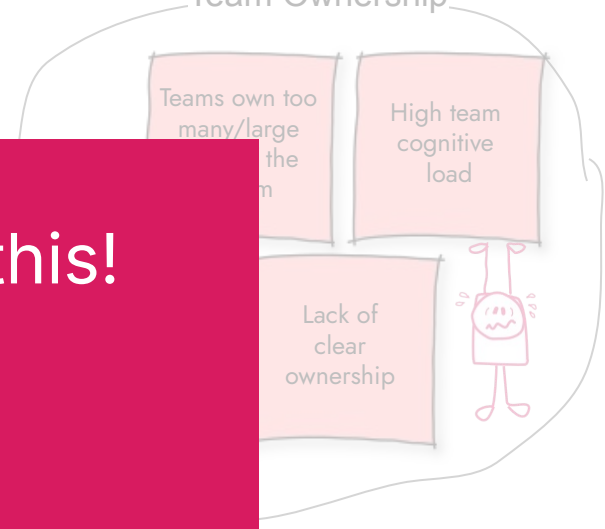 Team Ownership
Teams own too
many/large
the
High team
cognitive
load
this!
Lack of
clear
ownership